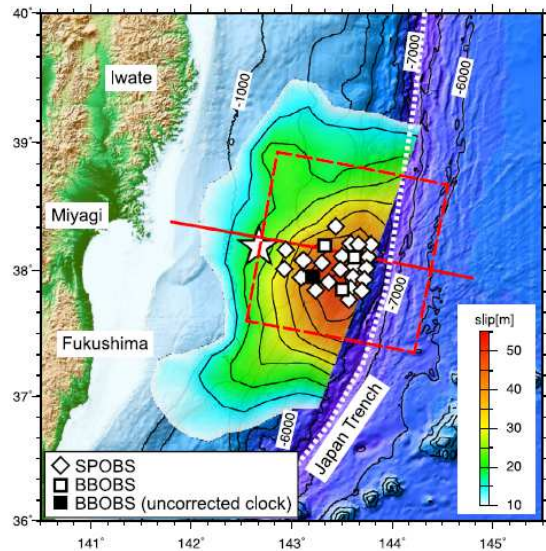 40°
Iwate
-1000
-7000
-6000
39°
Miyagi
38°
-7000
slip[m]
50
40
30
20
10
Fukushima
37°
-6000
Japan Trench
SPOBS
BBOBS
BBOBS (uncorrected clock)
36°
141° 142° 143° 144° 145°